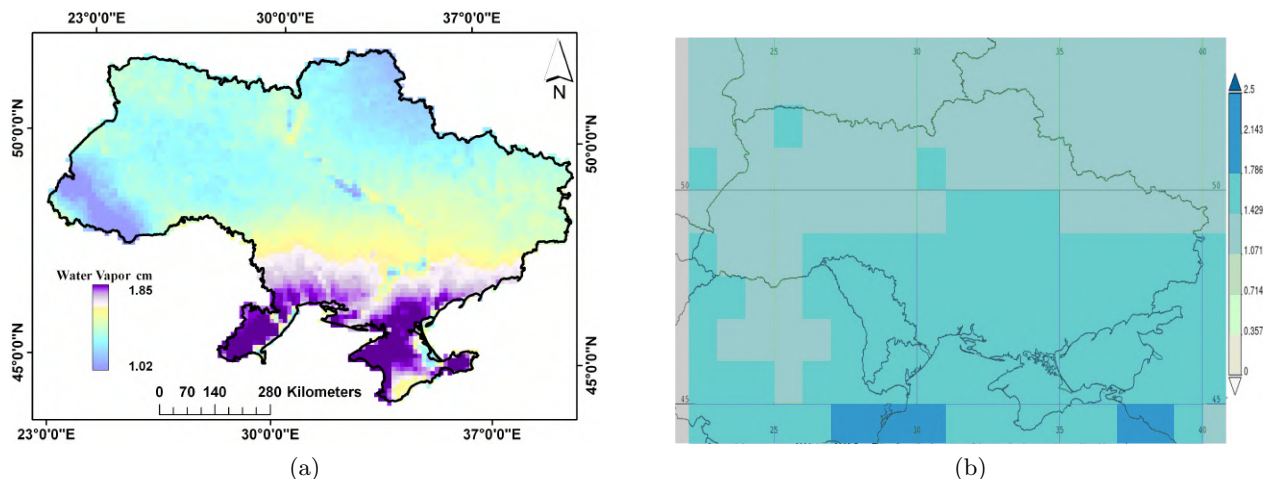 23°0'0"E 30°0'0"E 37°0'0"E
50°0'0"N
45°0'0"N
N
50°0'0"N
45°0'0"N
Water Vapor cm
1.85
1.02
0 70 140 280 Kilometers
23°0'0"E 30°0'0"E 37°0'0"E
(a)
25 30 35 40
50 50
45 45
25 30 35 40
2.5
2.143
1.786
1.429
1.071
0.714
0.357
0
(b)